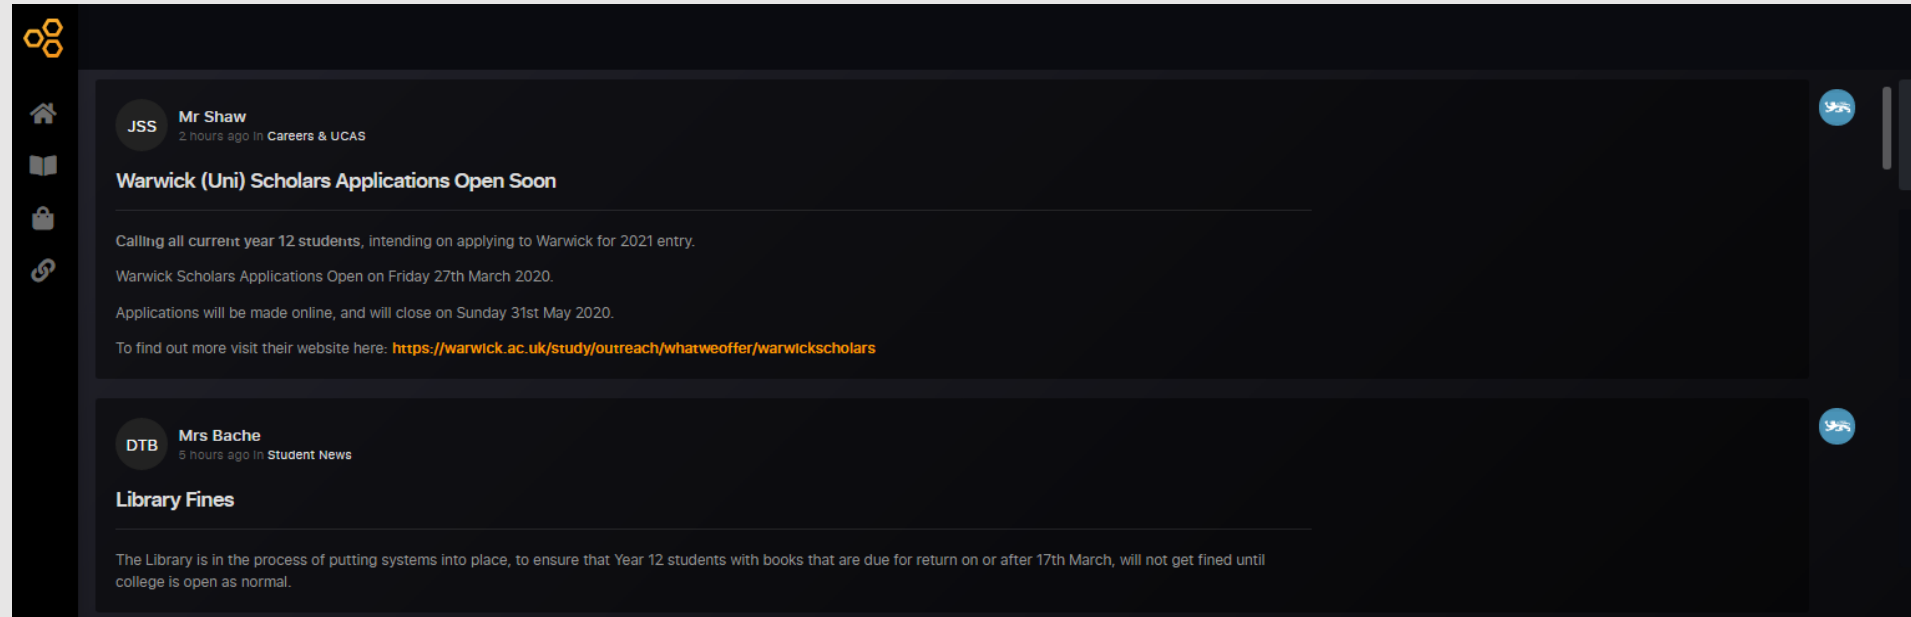 JSS
Mr Shaw
2 hours ago in Careers & UCAS
Warwick (Uni) Scholars Applications Open Soon
Calling all current year 12 students, intending on applying to Warwick for 2021 entry.
Warwick Scholars Applications Open on Friday 27th March 2020.
Applications will be made online, and will close on Sunday 31st May 2020.
To find out more visit their website here: https://warwick.ac.uk/study/outreach/whatweoffer/warwickscholars
DTB
Mrs Bache
5 hours ago in Student News
Library Fines
The Library is in the process of putting systems into place, to ensure that Year 12 students with books that are due for return on or after 17th March, will not get fined until
college is open as normal.